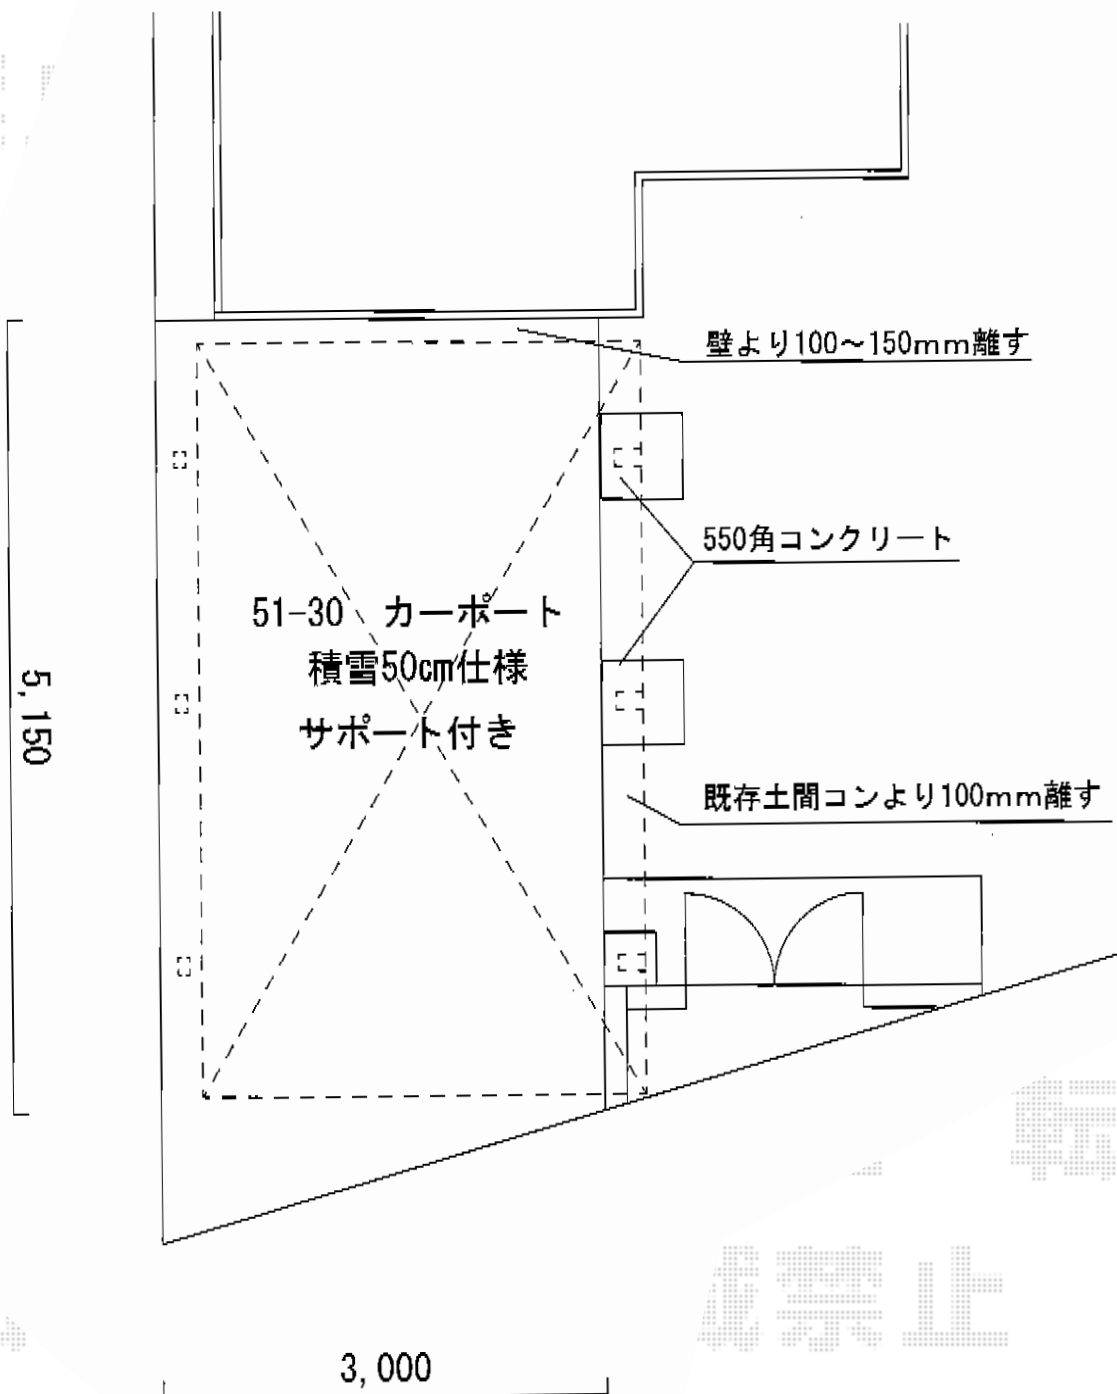 壁より100～150mm離す
550角コンクリート
51-30 カーポート
積雪50cm仕様
サポート付き
5,150
既存土間コンより100mm離す
禁止
3,000